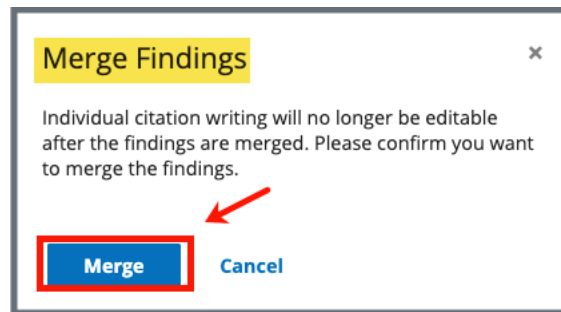 Merge Findings
×
Individual citation writing will no longer be editable
after the findings are merged. Please confirm you want
to merge the findings.
Merge Cancel